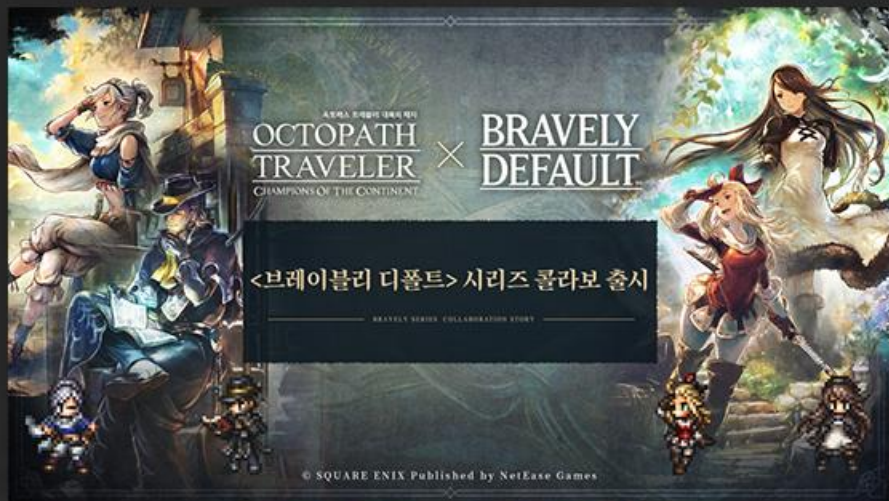 옥토패스 트래블러 대륙의 패자
OCTOPATH
TRAVELER
CHAMPIONS OF THE CONTINENT
×
BRAVELY
DEFAULT
<브레이블리 디폴트> 시리즈 콜라보 출시
BRAVELY SERIES COLLABORATION STORY
© SQUARE ENIX Published by NetEase Games